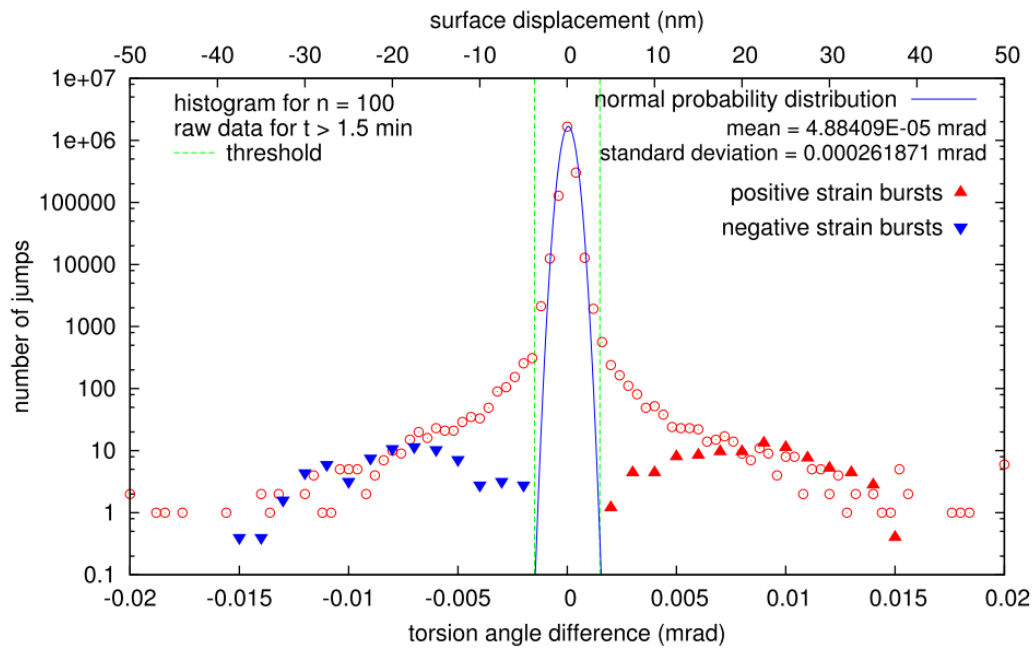 surface displacement (nm)
-50 -40 -30 -20 -10 0 10 20 30 40 50
1e+07
1e+06
100000
10000
1000
100
10
1
0.1
number of jumps
histogram for n = 100
raw data for t > 1.5 min
threshold
normal probability distribution
mean = 4.88409E-05 mrad
standard deviation = 0.000261871 mrad
positive strain bursts
negative strain bursts
-0.02 -0.015 -0.01 -0.005 0 0.005 0.01 0.015 0.02
torsion angle difference (mrad)